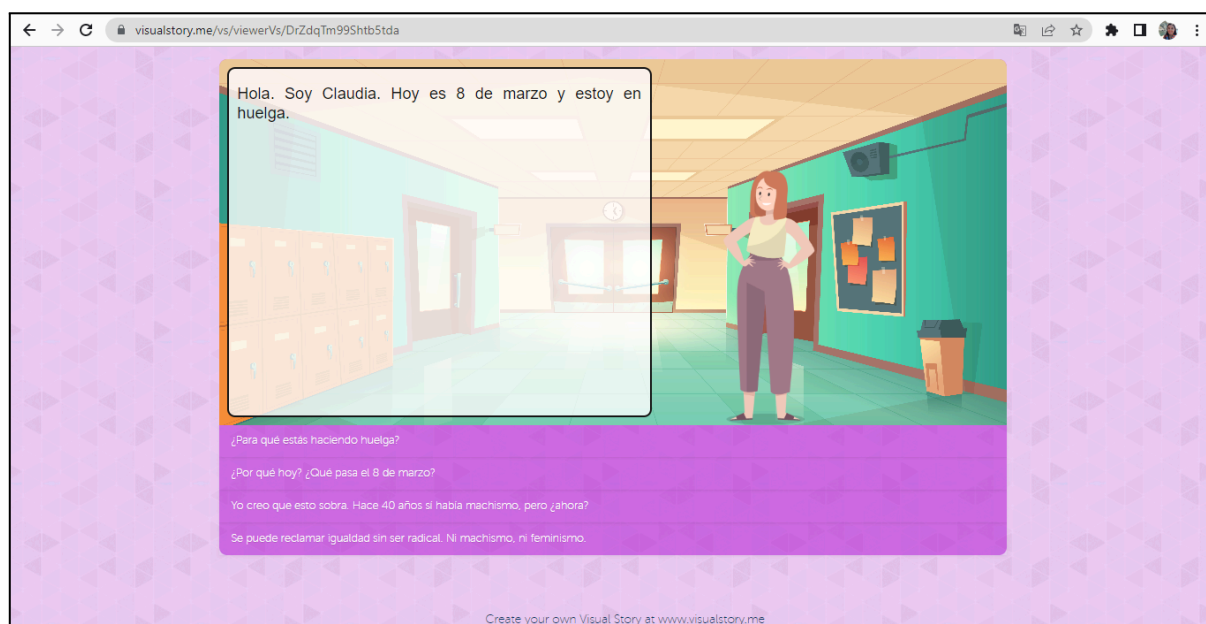 visualstory.me/vs/viewerVs/DrZdqTm99Shtb5tda
Hola. Soy Claudia. Hoy es 8 de marzo y estoy en
huelga.
¿Para qué estás haciendo huelga?
¿Por qué hoy? ¿Qué pasa el 8 de marzo?
Yo creo que esto sobra. Hace 40 años sí había machismo, pero ¿ahora?
Se puede reclamar igualdad sin ser radical. Ni machismo, ni feminismo.
Create your own Visual Story at www.visualstory.me